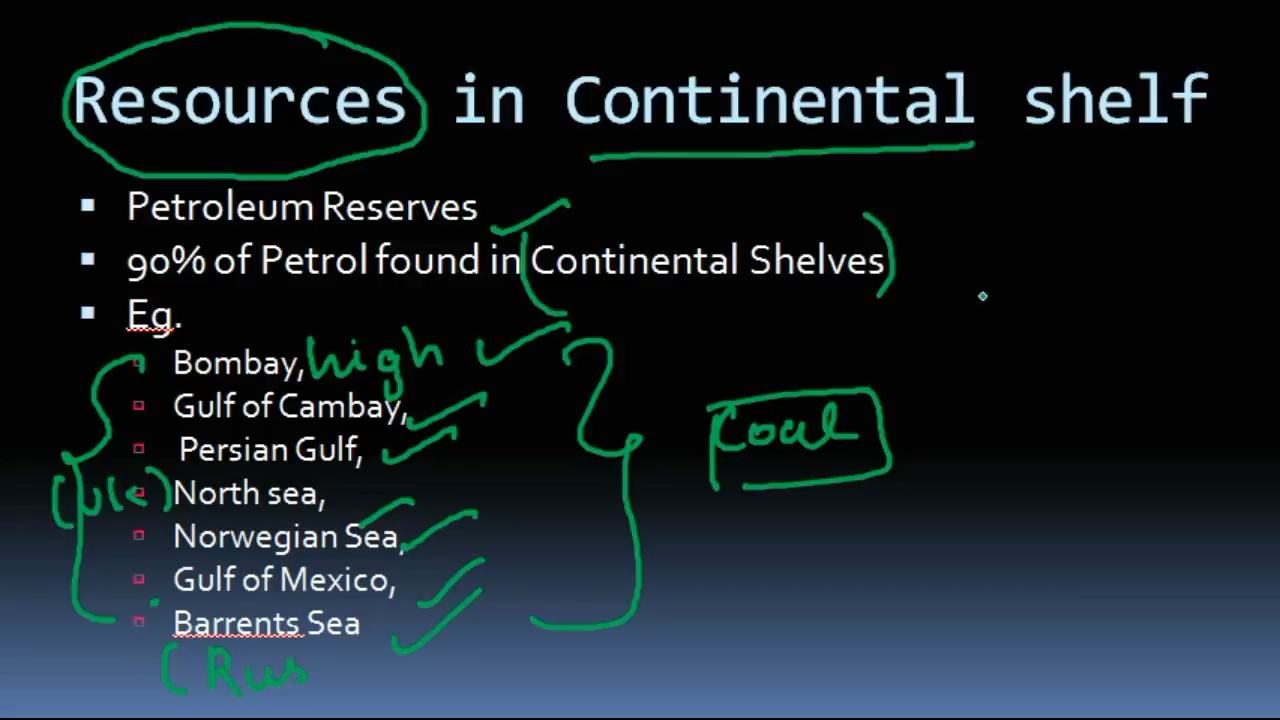 Resources in Continental shelf
Petroleum Reserves
90% of Petrol found in Continental Shelves
Eg.
Bombay, high
Gulf of Cambay,
Persian Gulf,
coal
(UK) North sea,
Norwegian Sea,
Gulf of Mexico,
Barrents Sea
(Rus